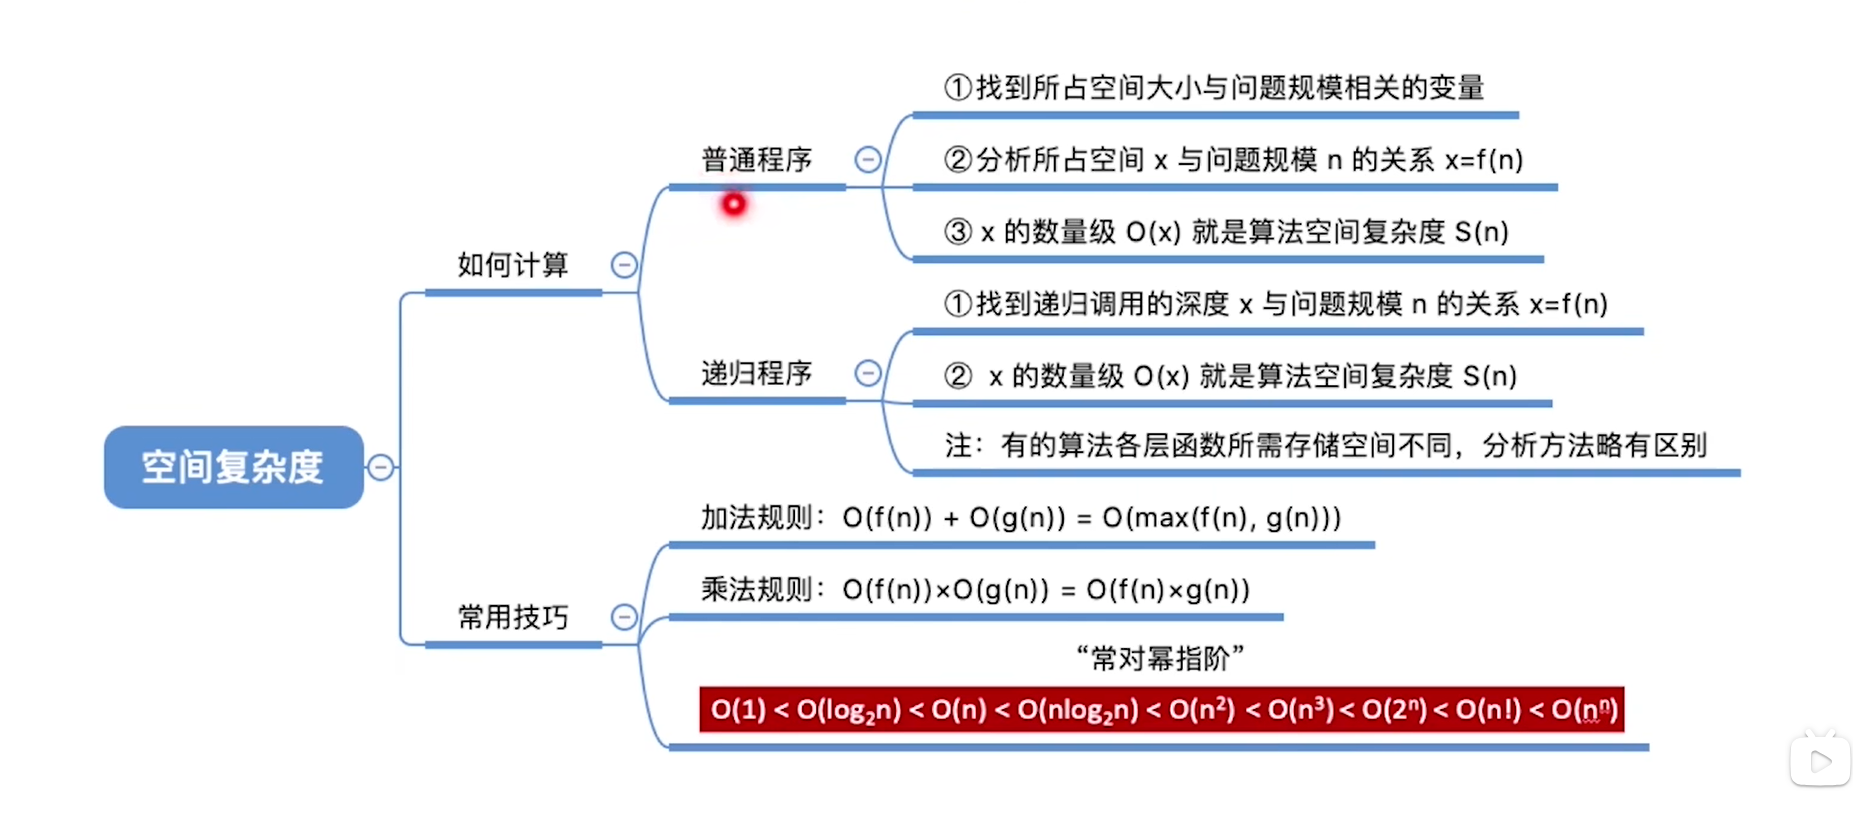 ①找到所占空间大小与问题规模相关的变量
普通程序
②分析所占空间 x 与问题规模 n 的关系 x=f(n)
③ x 的数量级 O(x) 就是算法空间复杂度 S(n)
如何计算
①找到递归调用的深度 x 与问题规模 n 的关系 x=f(n)
递归程序
② x 的数量级 O(x) 就是算法空间复杂度 S(n)
注：有的算法各层函数所需存储空间不同，分析方法略有区别
空间复杂度
加法规则：O(f(n)) + O(g(n)) = O(max(f(n), g(n)))
乘法规则：O(f(n))×O(g(n)) = O(f(n)×g(n))
常用技巧
“常对幂指阶”
O(1) < O(log₂n) < O(n) < O(nlog₂n) < O(n²) < O(n³) < O(2ⁿ) < O(n!) < O(nⁿ)